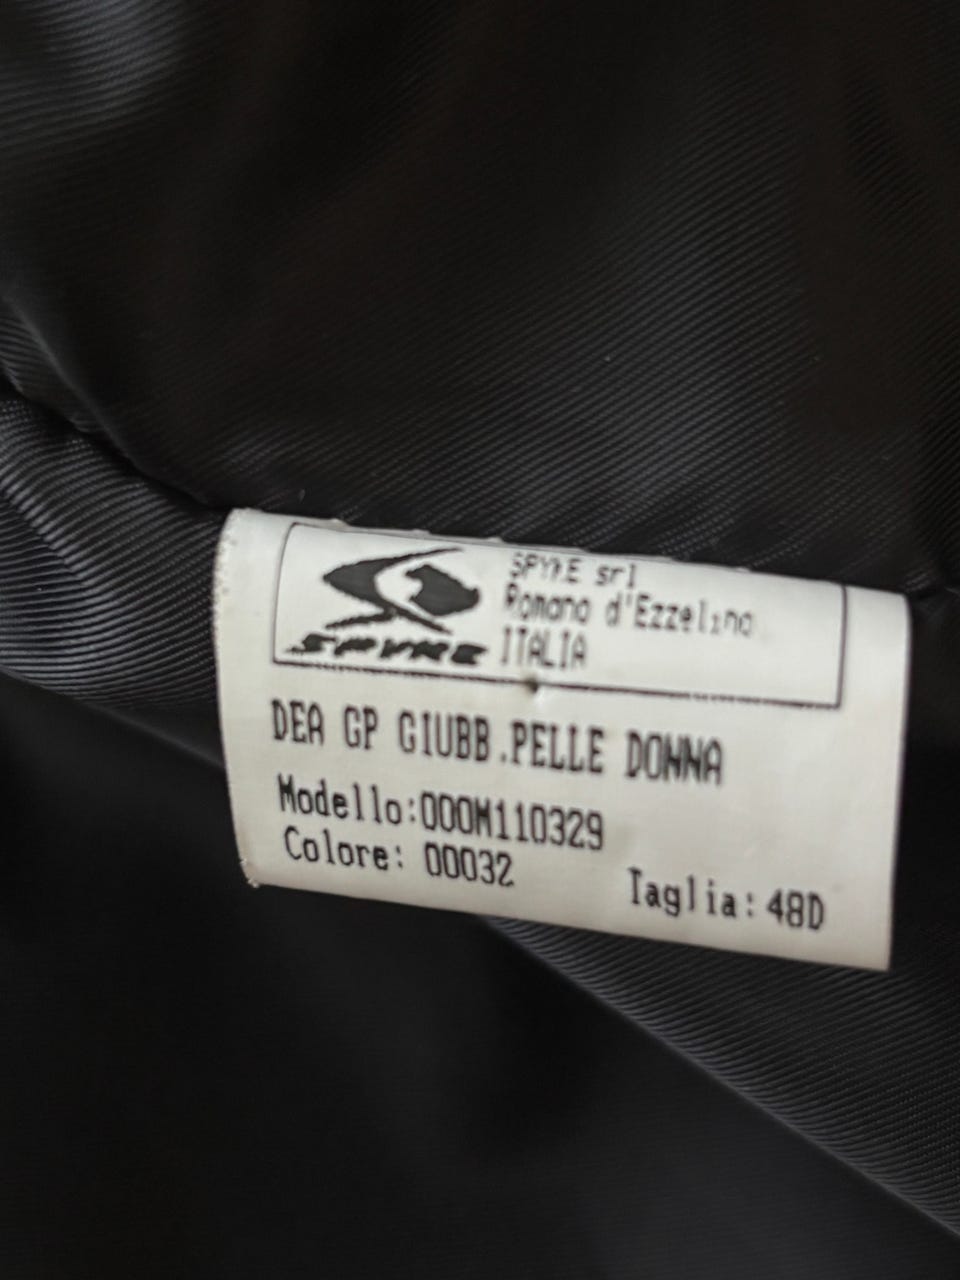 SPYKE srl
Romano d'Ezzelino
SPYKE ITALIA
DEA GP GIUBB.PELLE DONNA
Modello:000M110329
Colore: 00032
Taglia: 48D